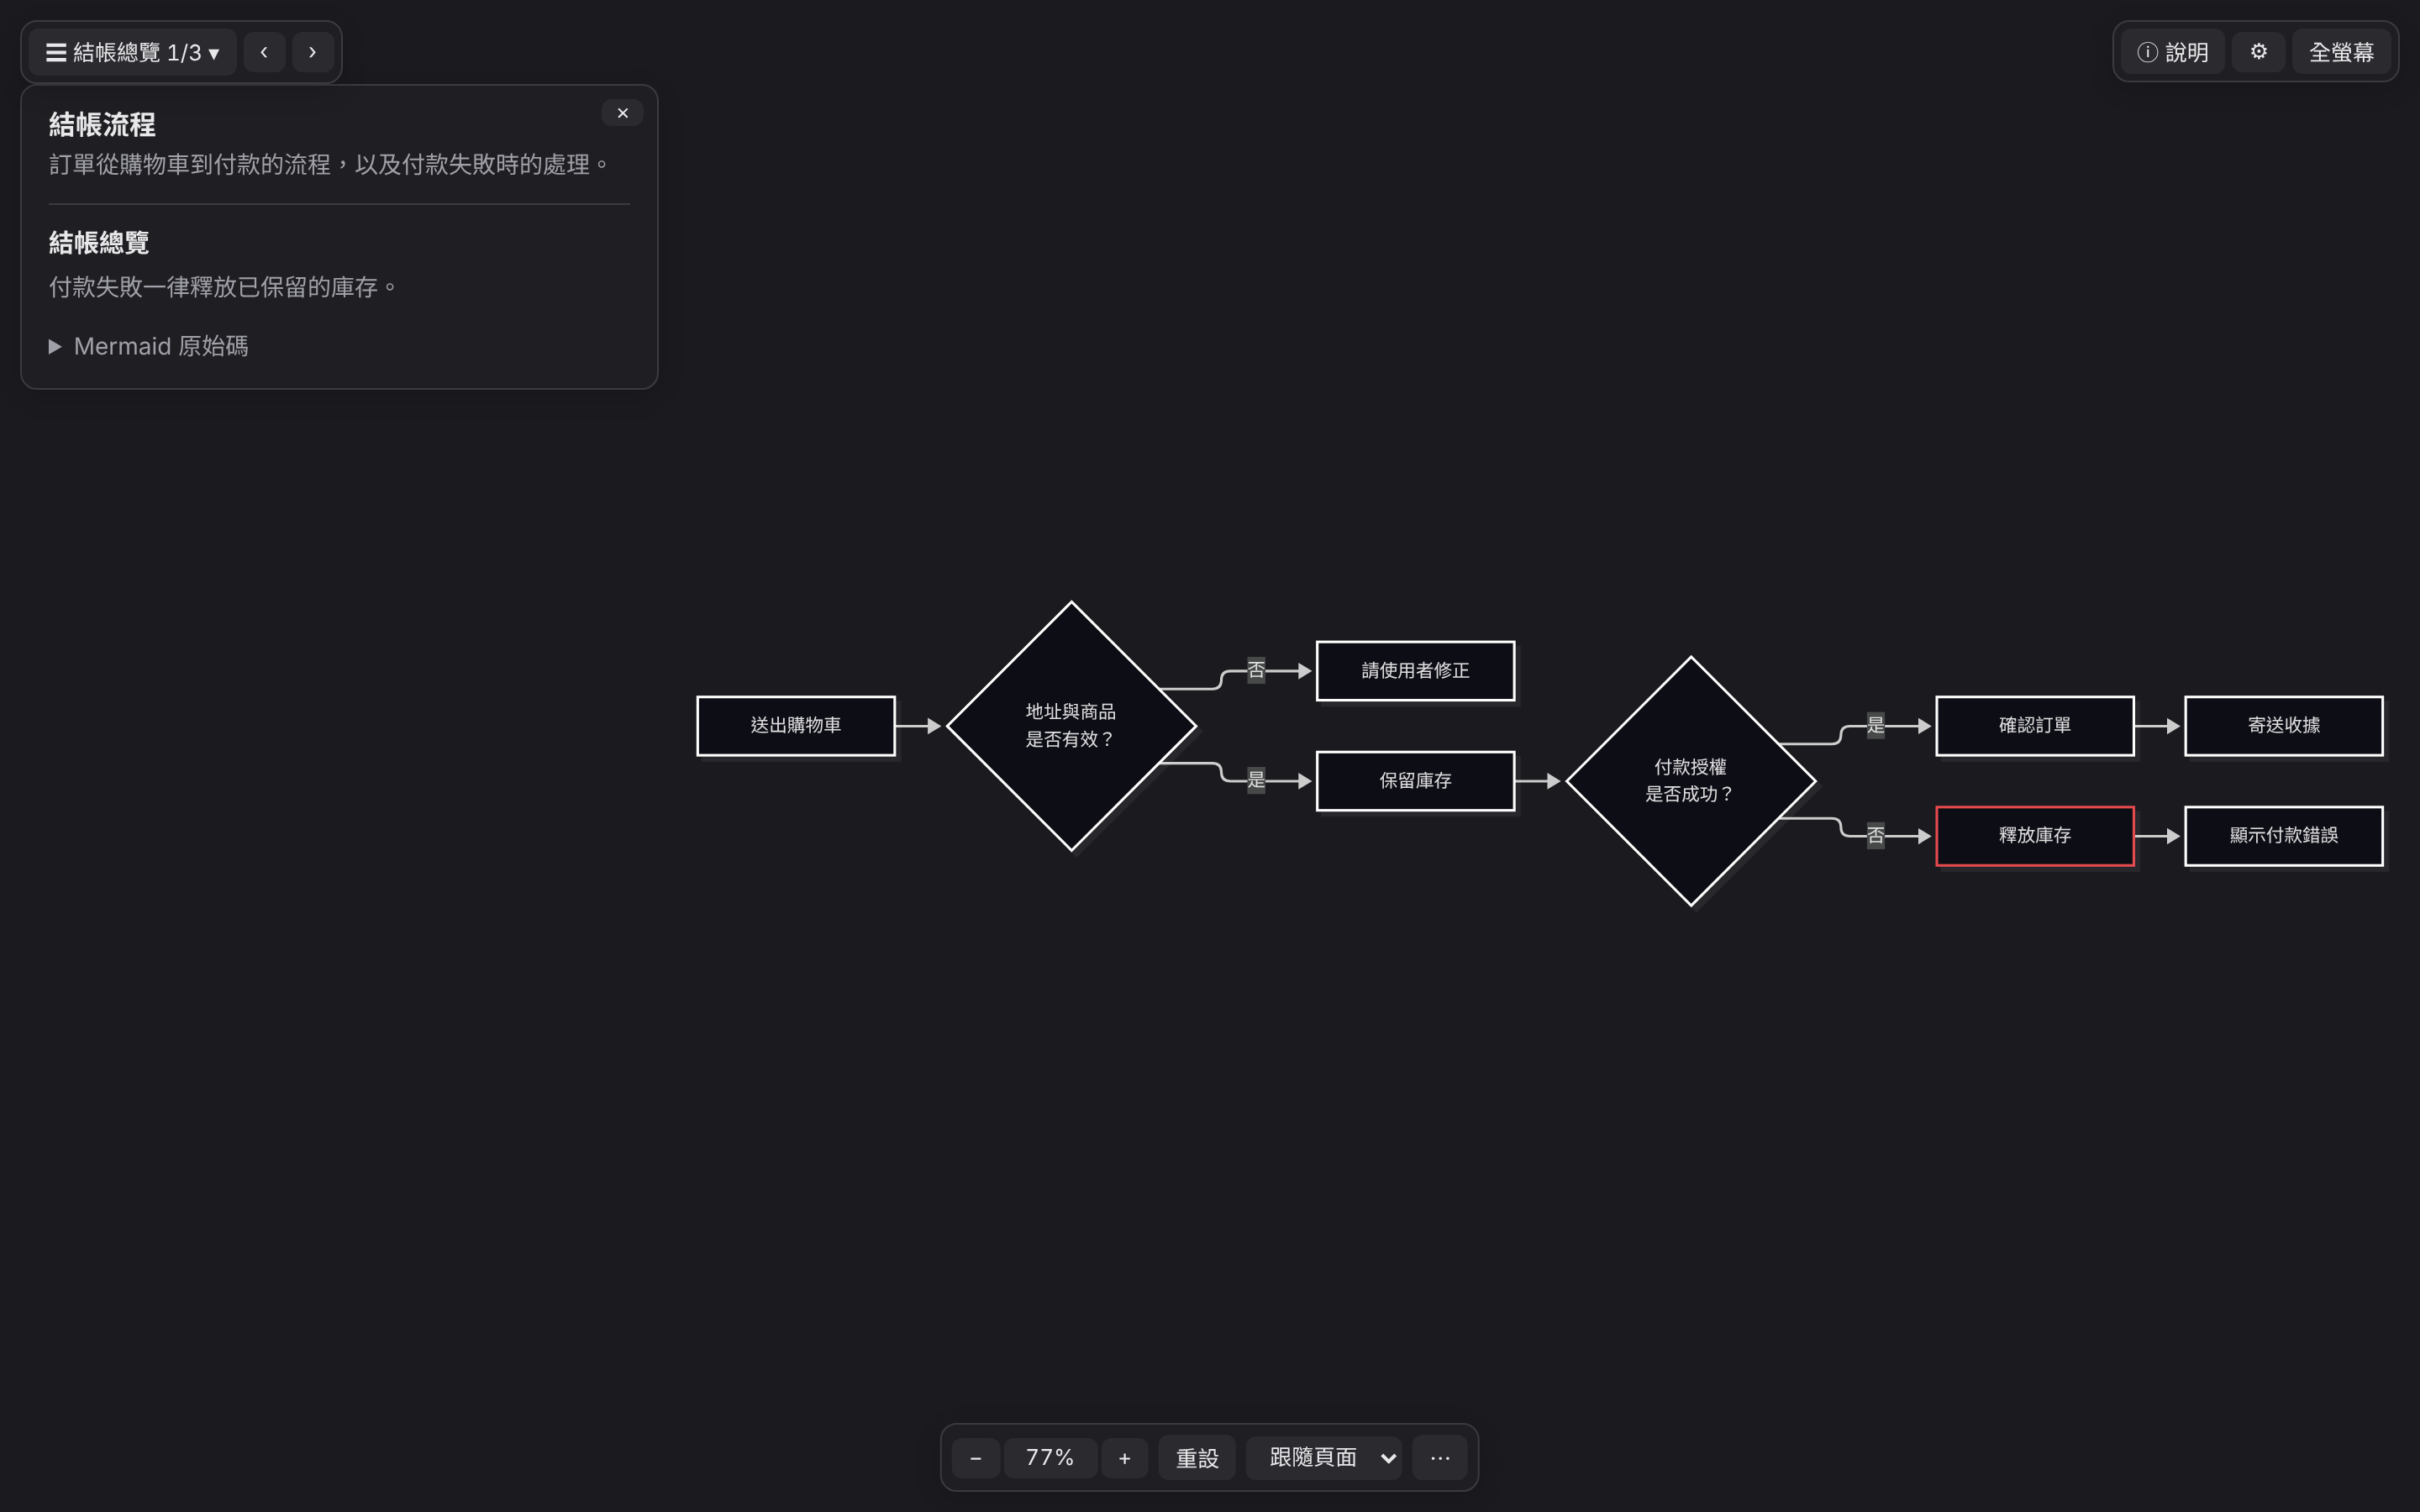 ☰ 結帳總覽 1/3 ▾ ‹ ›
ⓘ 說明 ⚙ 全螢幕
結帳流程 ×
訂單從購物車到付款的流程，以及付款失敗時的處理。
結帳總覽
付款失敗一律釋放已保留的庫存。
▶ Mermaid 原始碼
送出購物車
地址與商品
是否有效？
否
請使用者修正
是
保留庫存
付款授權
是否成功？
是
確認訂單
寄送收據
否
釋放庫存
顯示付款錯誤
− 77% + 重設 跟隨頁面 ⋯